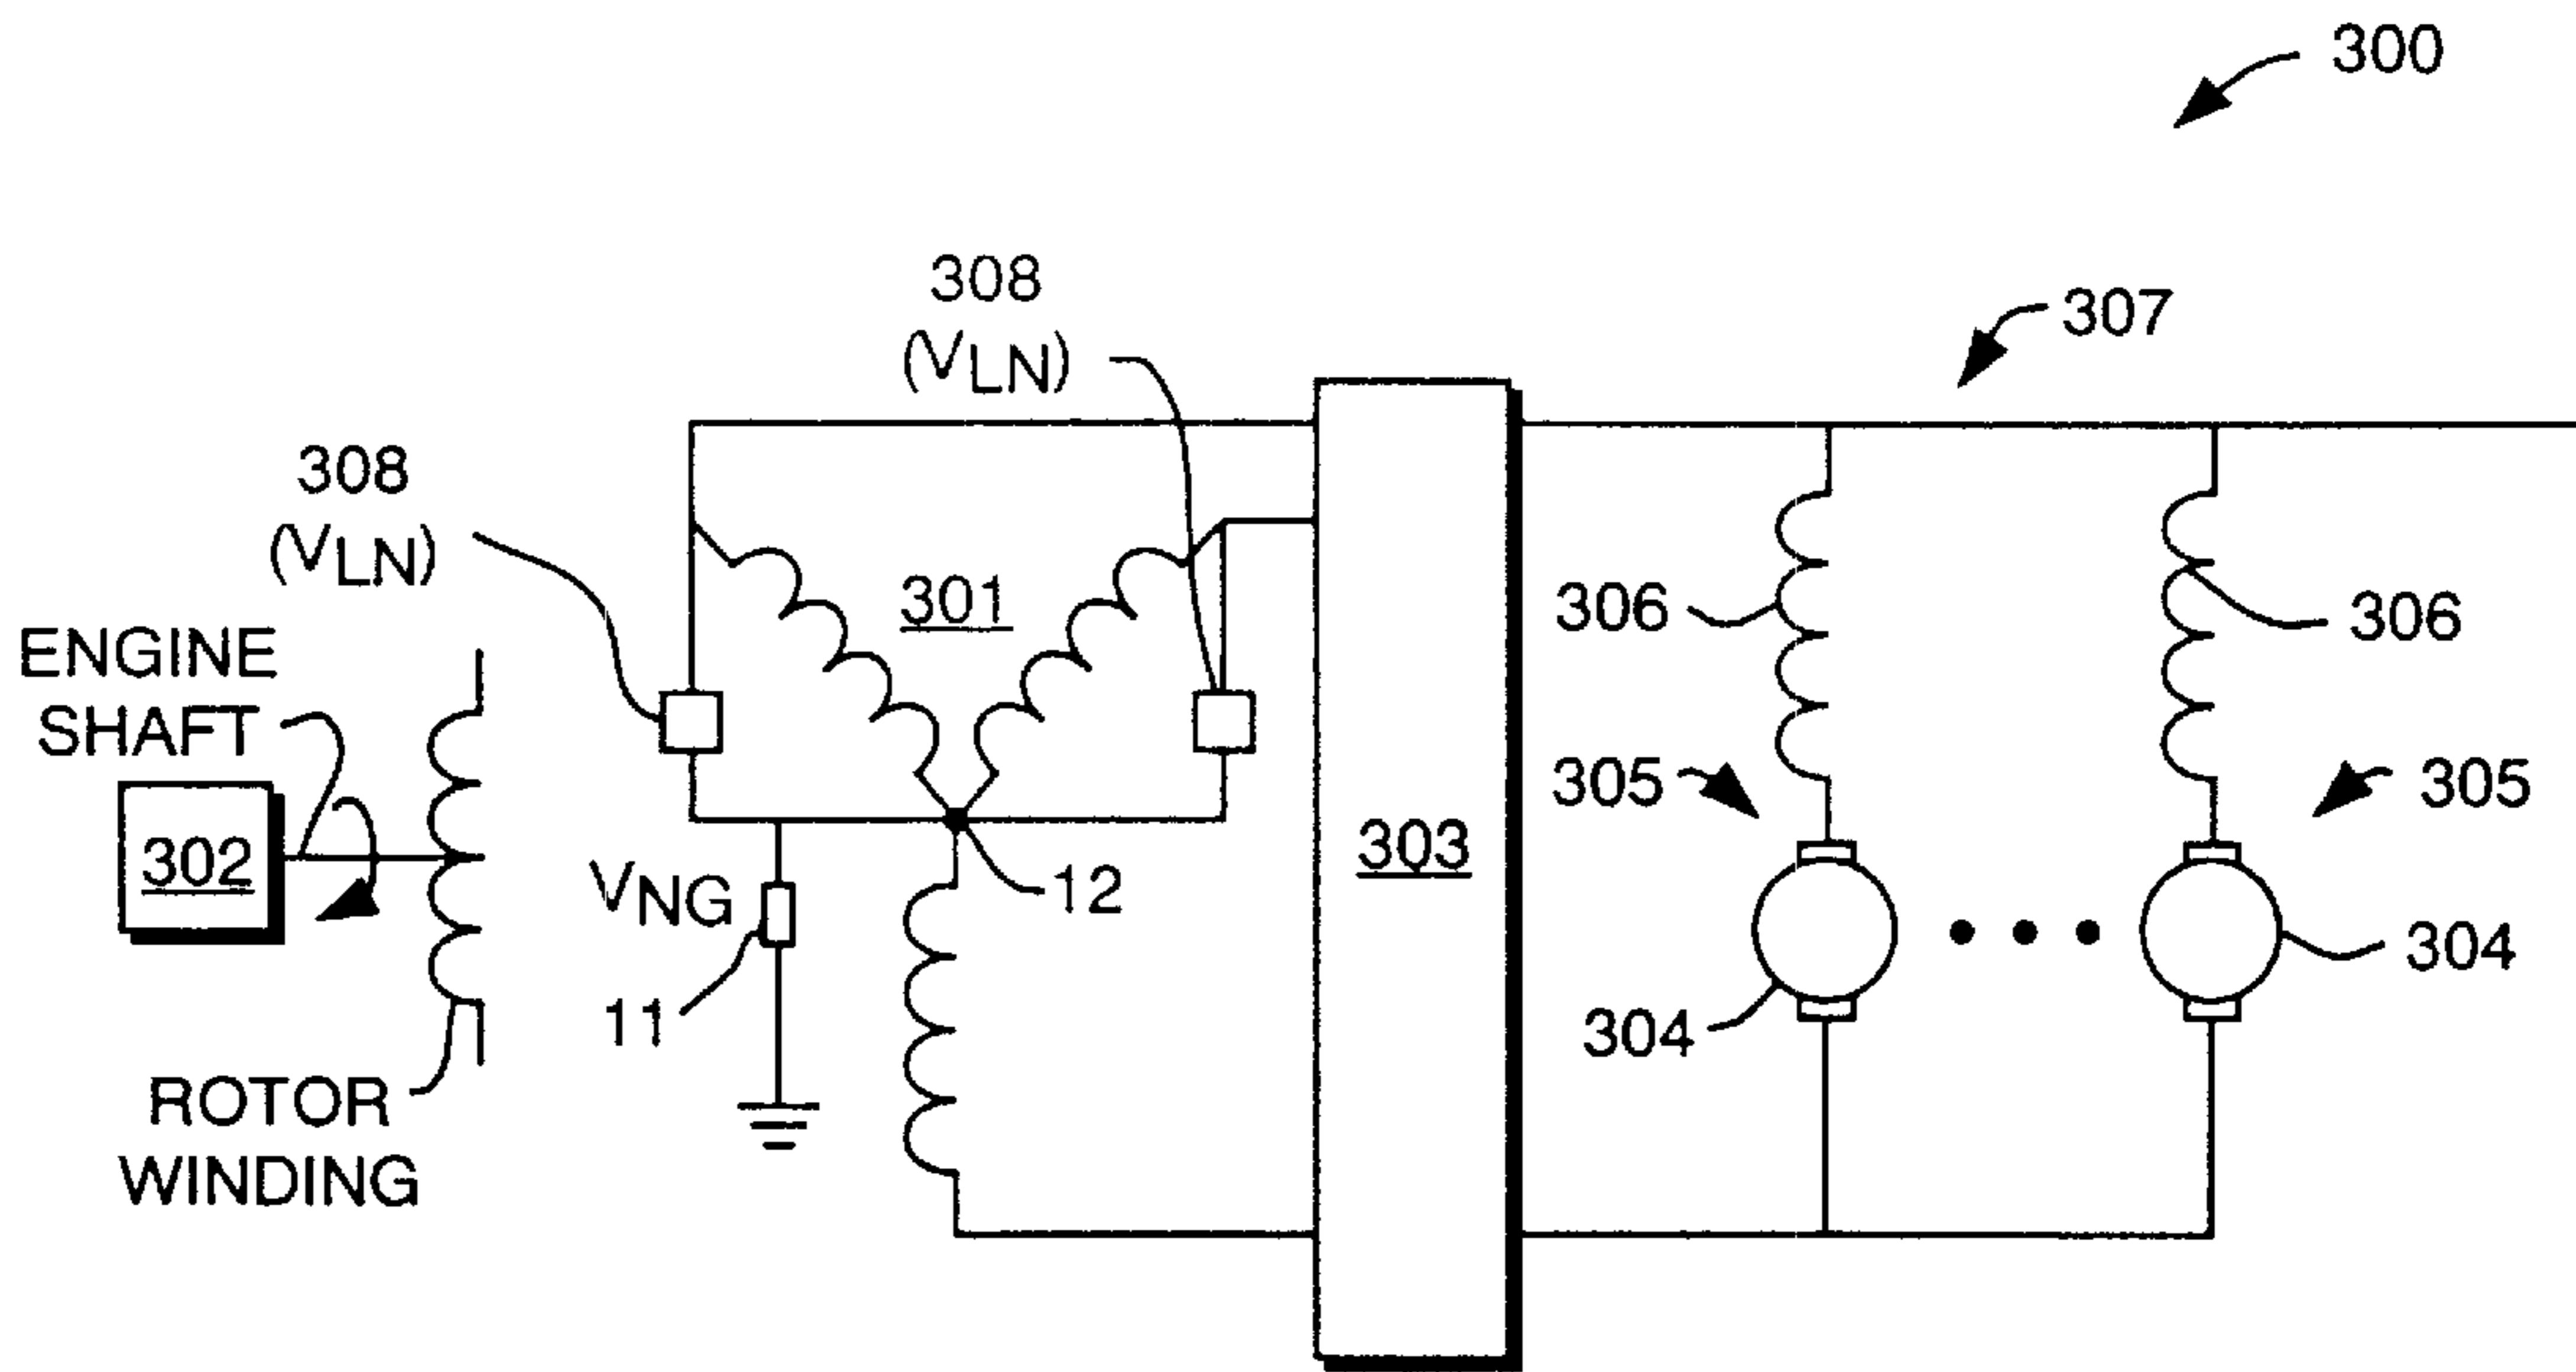 300
307
308
(VLN)
308
(VLN)
301
306
306
ENGINE
SHAFT
305
305
302
303
VNG
12
304
304
11
ROTOR
WINDING